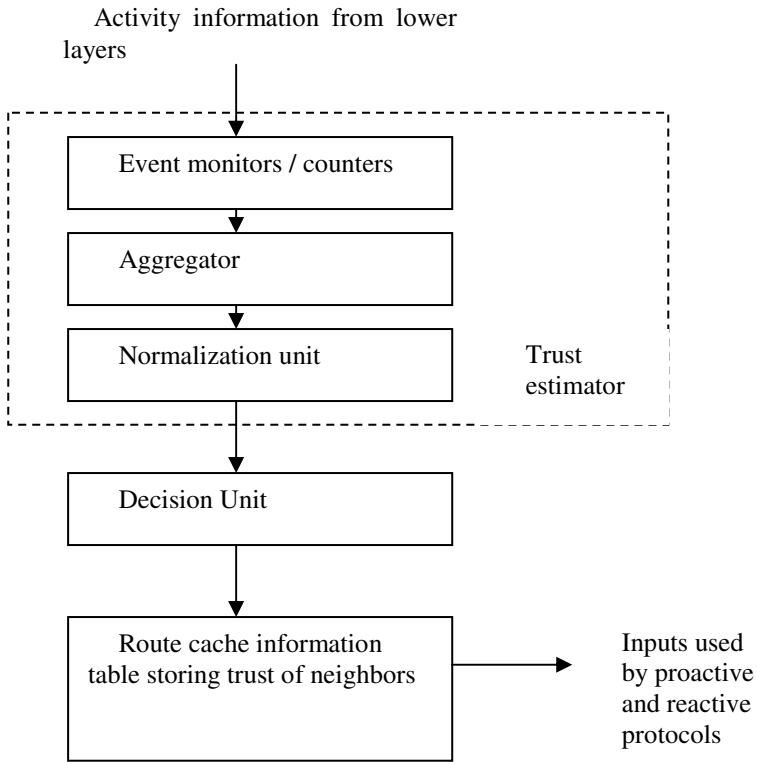 Activity information from lower
layers
Event monitors / counters
Aggregator
Normalization unit
Trust
estimator
Decision Unit
Route cache information
table storing trust of neighbors
Inputs used
by proactive
and reactive
protocols